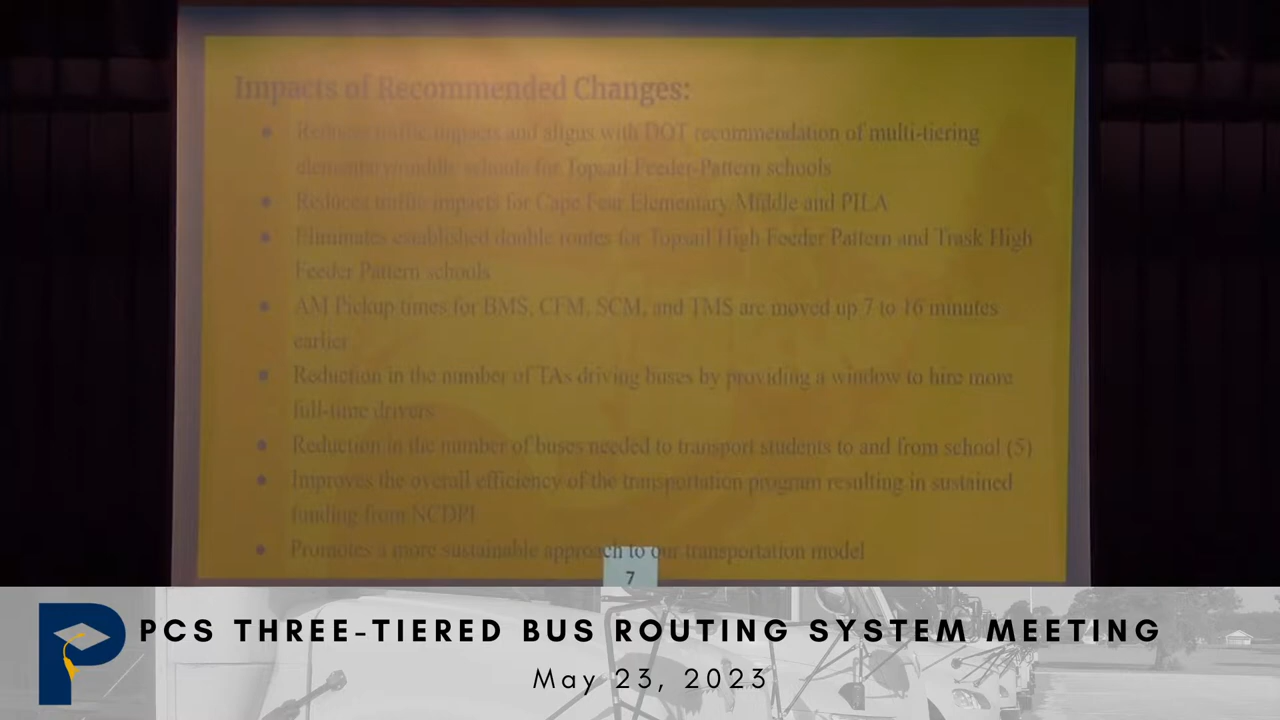 Impacts of Recommended Changes:
● Reduces traffic impacts and aligns with DOT recommendation of multi-tiering
elementary/middle schools for Topsail Feeder-Pattern schools
● Reduces traffic impacts for Cape Fear Elementary/Middle and PILA
● Eliminates established double routes for Topsail High Feeder Pattern and Trask High
Feeder Pattern schools
● AM Pickup times for BMS, CFM, SCM, and TMS are moved up 7 to 16 minutes
earlier
● Reduction in the number of TAs driving buses by providing a window to hire more
full-time drivers
● Reduction in the number of buses needed to transport students to and from school (5)
● Improves the overall efficiency of the transportation program resulting in sustained
funding from NCDPI
● Promotes a more sustainable approach to our transportation model
7
P
PCS THREE-TIERED BUS ROUTING SYSTEM MEETING
May 23, 2023